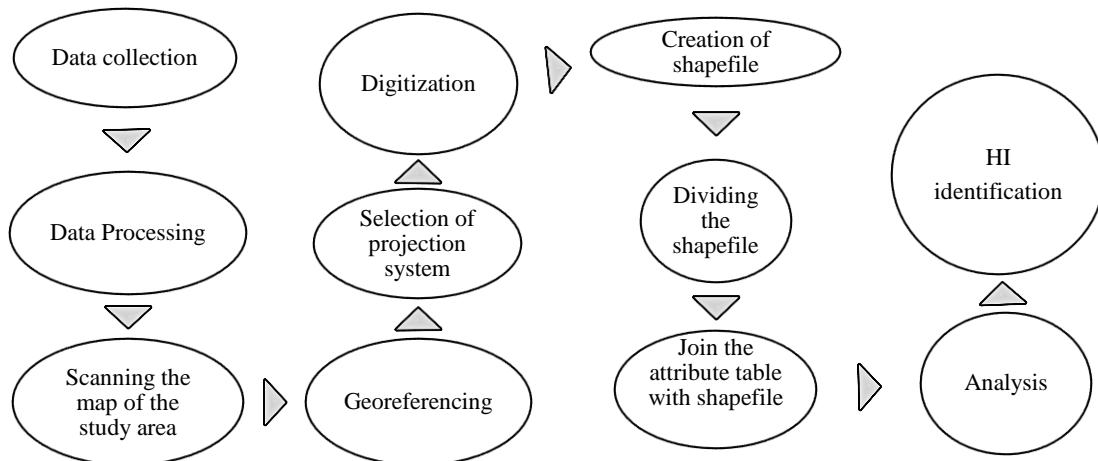 Data collection
Data Processing
Scanning the
map of the
study area
Georeferencing
Selection of
projection
system
Digitization
Creation of
shapefile
Dividing
the
shapefile
Join the
attribute table
with shapefile
Analysis
HI
identification